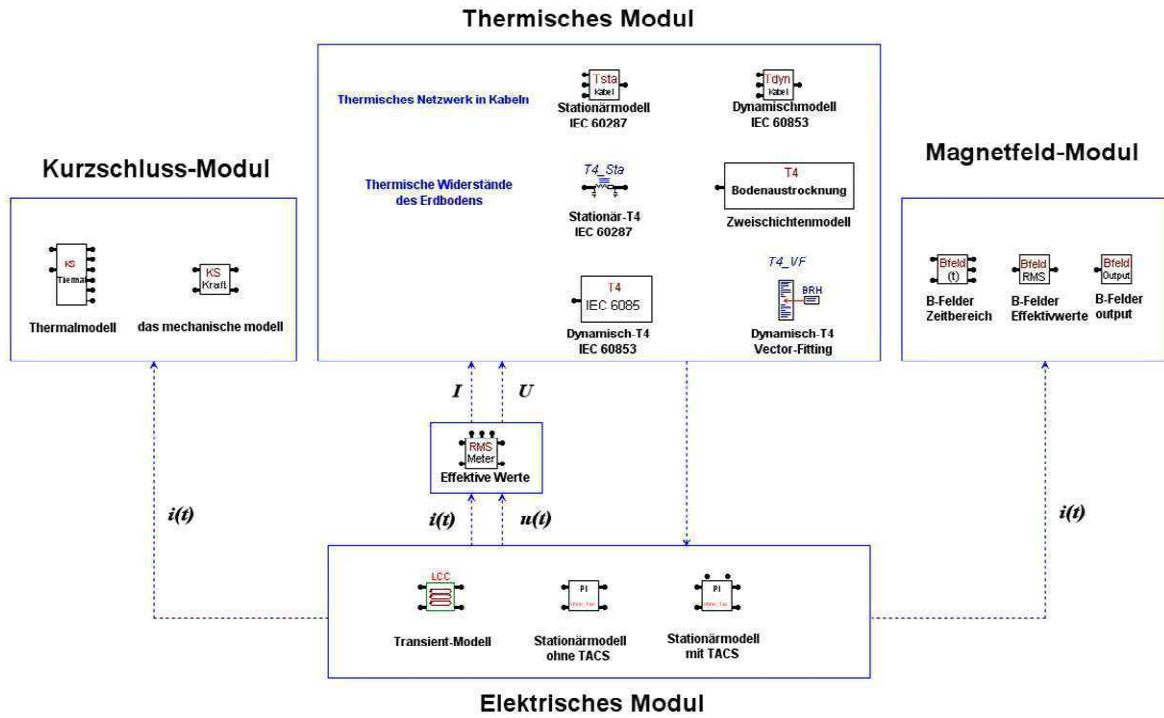 Thermisches Modul
Thermisches Netzwerk in Kabeln
Tsta
Kabel
Stationärmodell
IEC 60287
Tdyn
Kabel
Dynamischmodell
IEC 60853
Thermische Widerstände
des Erdbodens
T4_Sta
Stationär-T4
IEC 60287
T4
Bodenaustrocknung
Zweischichtenmodell
T4
IEC 6085
Dynamisch-T4
IEC 60853
T4_VF
BRH
Dynamisch-T4
Vector-Fitting
Kurzschluss-Modul
KS
Thermal
Thermalmodell
KS
Kraft
das mechanische modell
Magnetfeld-Modul
Bfeld
(t)
B-Felder
Zeitbereich
Bfeld
RMS
B-Felder
Effektivwerte
Bfeld
Output
B-Felder
output
I
U
RMS
Meter
Effektive Werte
i(t)
i(t)
u(t)
i(t)
LCC
Transient-Modell
PI
Stationärmodell
ohne TACS
PI
Stationärmodell
mit TACS
Elektrisches Modul